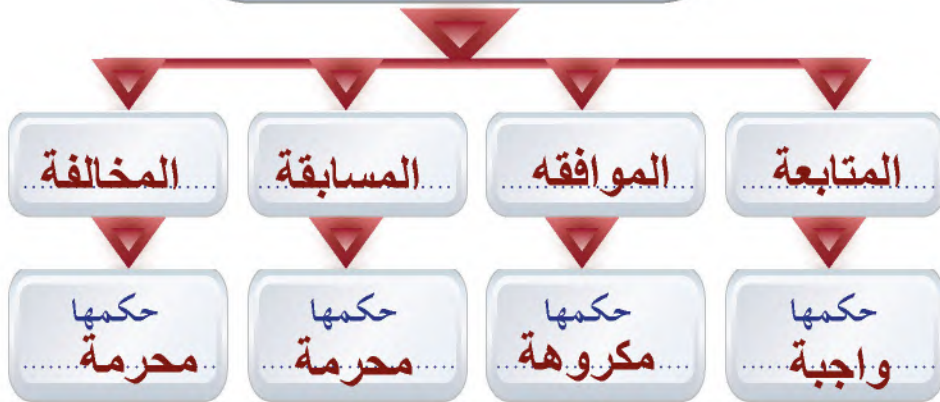 المتابعة
الموافقه
المسابقة
المخالفة
حكمها
واجبة
حكمها
مكروهة
حكمها
محرمة
حكمها
محرمة